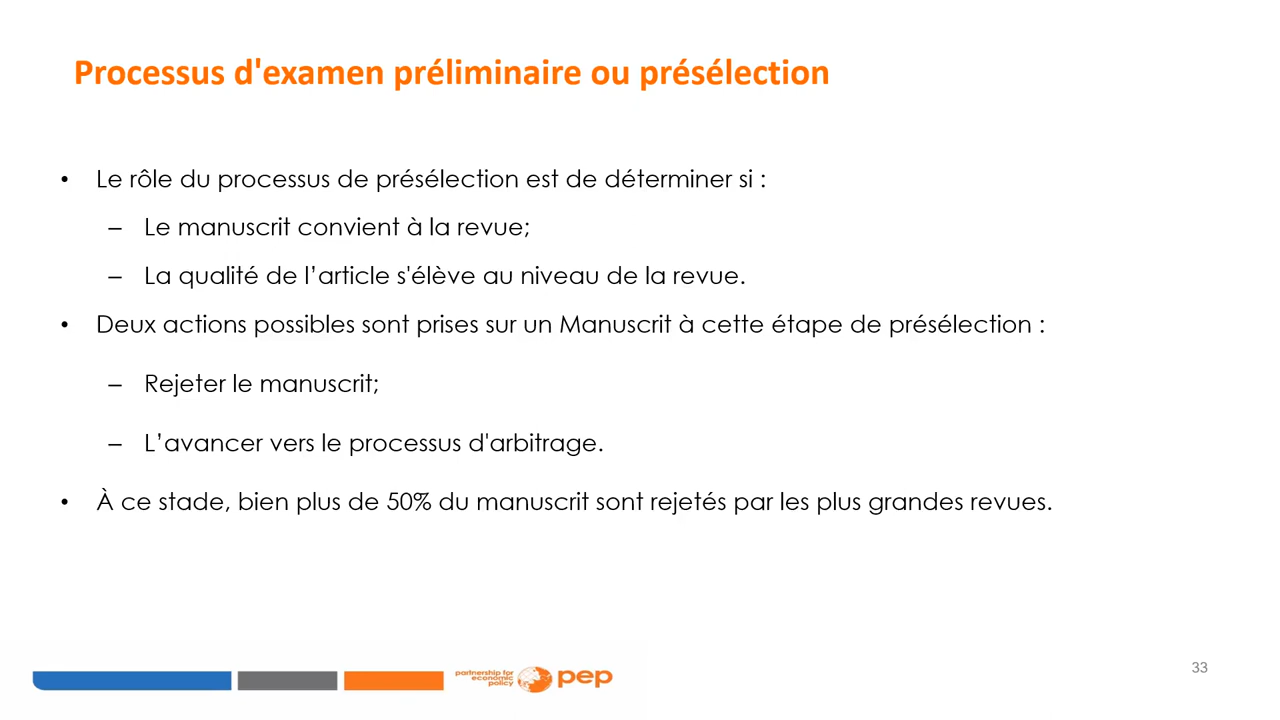 Processus d'examen préliminaire ou présélection
• Le rôle du processus de présélection est de déterminer si :
– Le manuscrit convient à la revue;
– La qualité de l’article s'élève au niveau de la revue.
• Deux actions possibles sont prises sur un Manuscrit à cette étape de présélection :
– Rejeter le manuscrit;
– L’avancer vers le processus d'arbitrage.
• À ce stade, bien plus de 50% du manuscrit sont rejetés par les plus grandes revues.
partnership for
economic
policy
pep
33